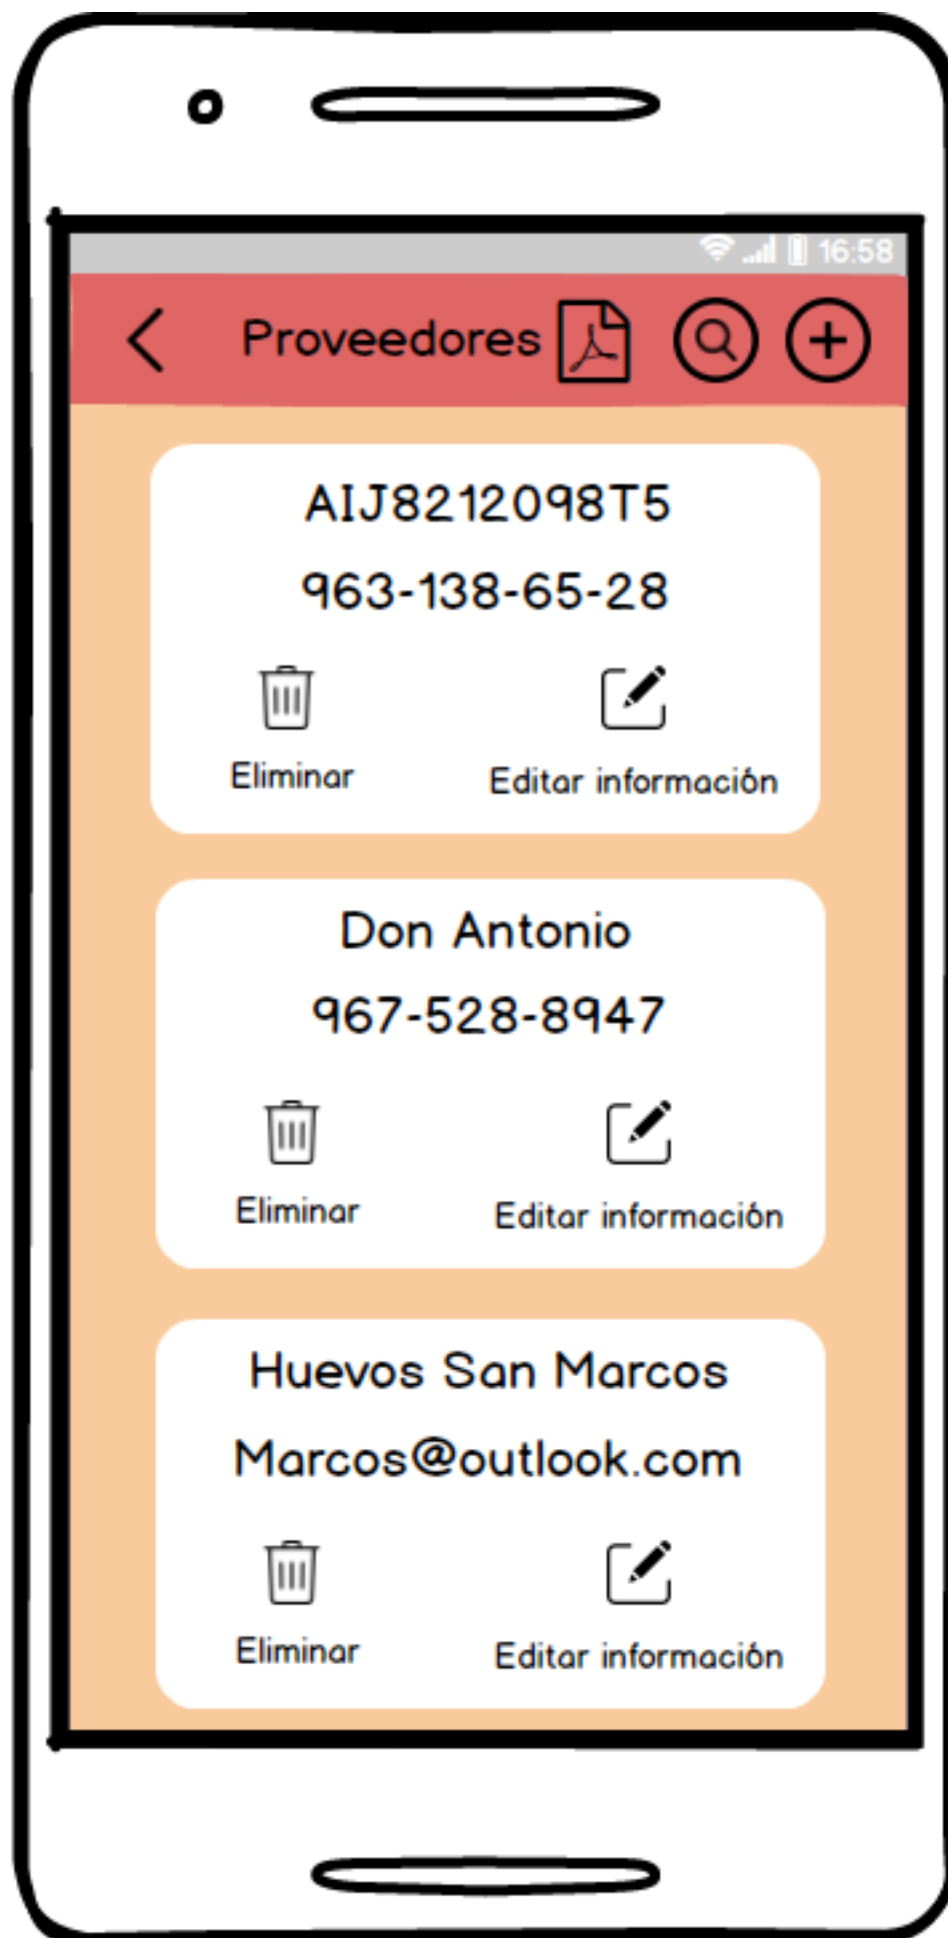 16:58
Proveedores
AIJ8212098T5
963-138-65-28
Eliminar
Editar información
Don Antonio
967-528-8947
Eliminar
Editar información
Huevos San Marcos
Marcos@outlook.com
Eliminar
Editar información